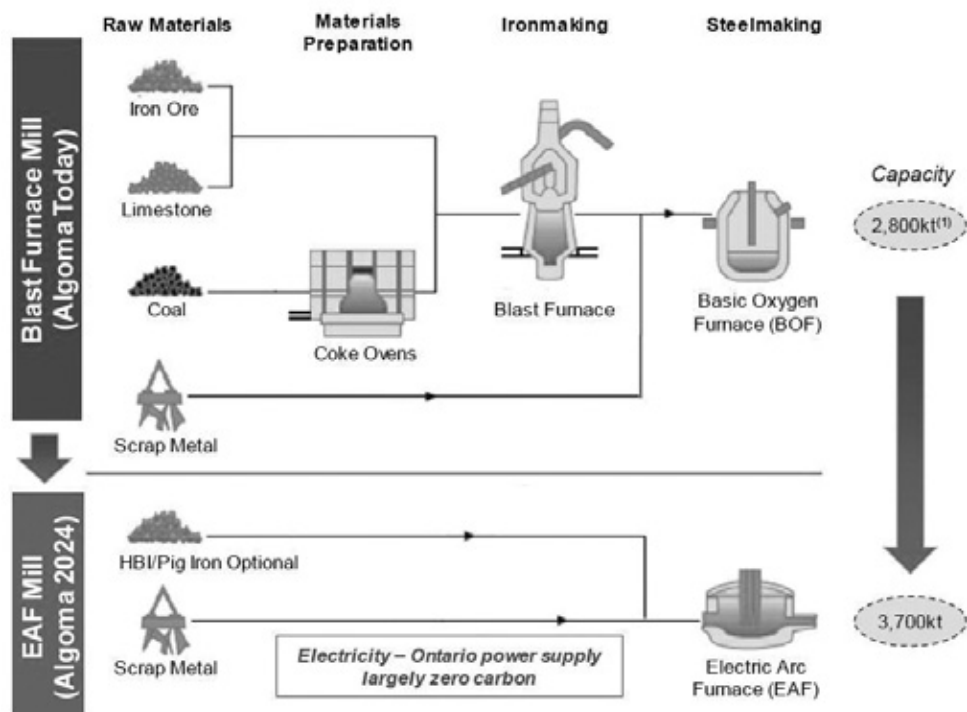 Raw Materials
Materials
Preparation
Ironmaking
Steelmaking
Blast Furnace Mill
(Algoma Today)
Iron Ore
Limestone
Coal
Coke Ovens
Blast Furnace
Basic Oxygen
Furnace (BOF)
Scrap Metal
Capacity
2,800kt(1)
EAF Mill
(Algoma 2024)
HBI/Pig Iron Optional
Scrap Metal
Electricity – Ontario power supply
largely zero carbon
Electric Arc
Furnace (EAF)
3,700kt